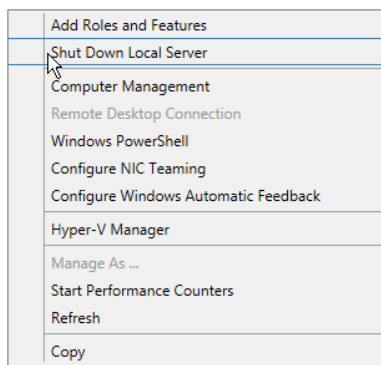 Add Roles and Features
Shut Down Local Server
Computer Management
Remote Desktop Connection
Windows PowerShell
Configure NIC Teaming
Configure Windows Automatic Feedback
Hyper-V Manager
Manage As ...
Start Performance Counters
Refresh
Copy